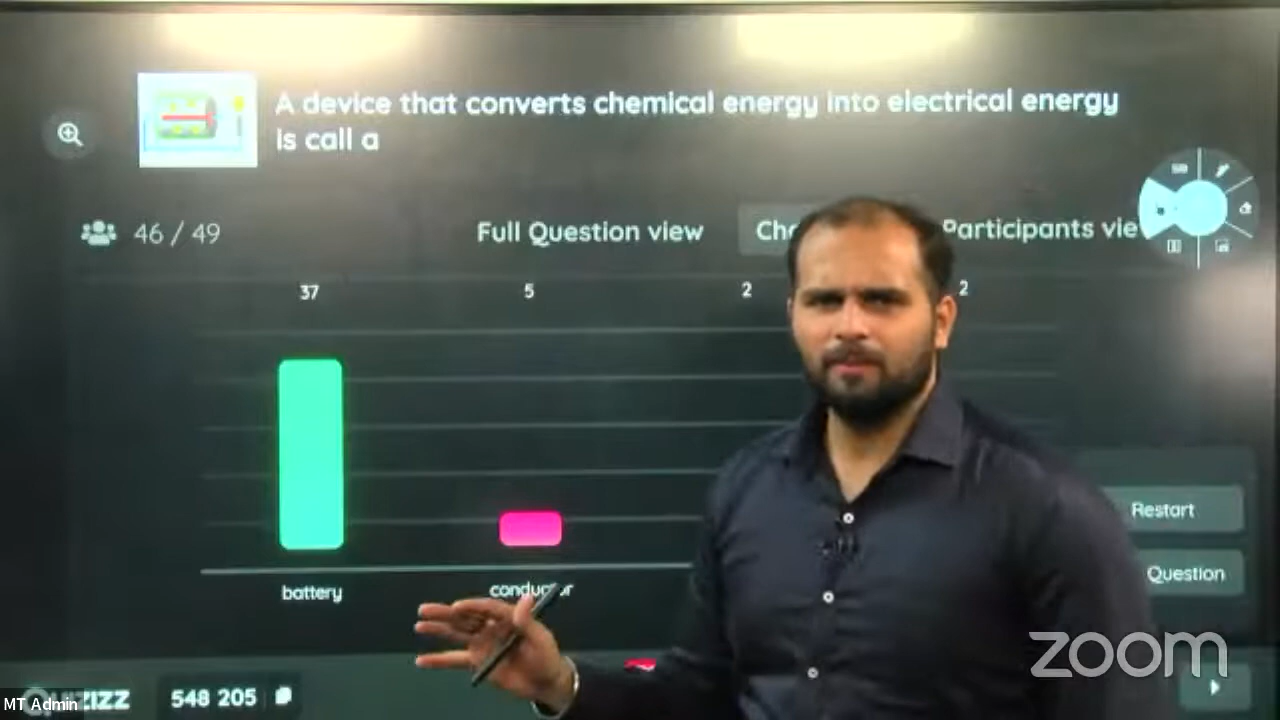 A device that converts chemical energy into electrical energy
is call a
46 / 49
Full Question view
Participants
37
5
2
2
battery
conductor
Restart
Question
zoom
548 205
MT Admin